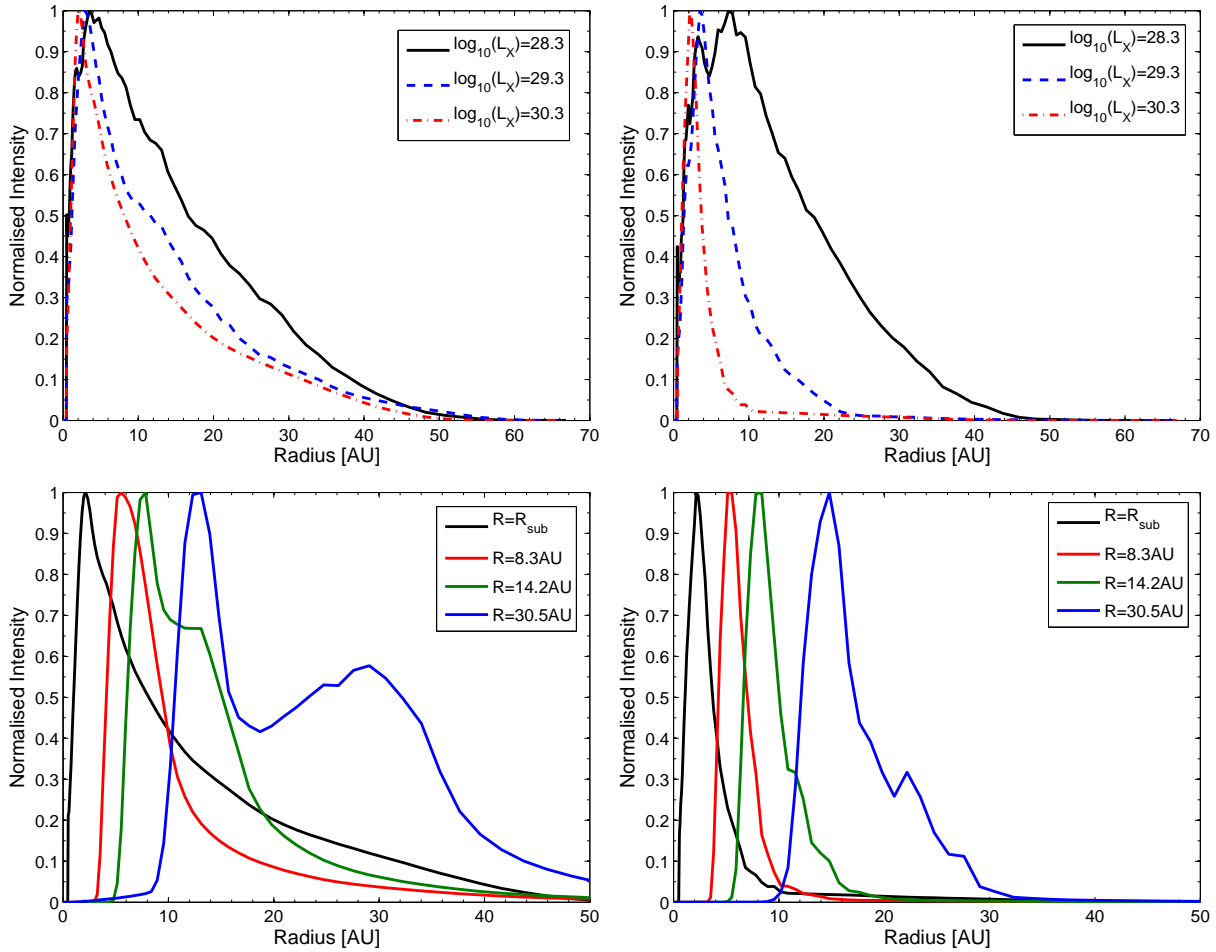 1
0.9
0.8
0.7
0.6
0.5
0.4
0.3
0.2
0.1
0
0 10 20 30 40 50 60 70
Normalised Intensity
Radius [AU]
log10(LX)=28.3
log10(LX)=29.3
log10(LX)=30.3
1
0.9
0.8
0.7
0.6
0.5
0.4
0.3
0.2
0.1
0
0 10 20 30 40 50 60 70
Normalised Intensity
Radius [AU]
log10(LX)=28.3
log10(LX)=29.3
log10(LX)=30.3
1
0.9
0.8
0.7
0.6
0.5
0.4
0.3
0.2
0.1
0
0 10 20 30 40 50
Normalised Intensity
Radius [AU]
R=Rsub
R=8.3AU
R=14.2AU
R=30.5AU
1
0.9
0.8
0.7
0.6
0.5
0.4
0.3
0.2
0.1
0
0 10 20 30 40 50
Normalised Intensity
Radius [AU]
R=Rsub
R=8.3AU
R=14.2AU
R=30.5AU